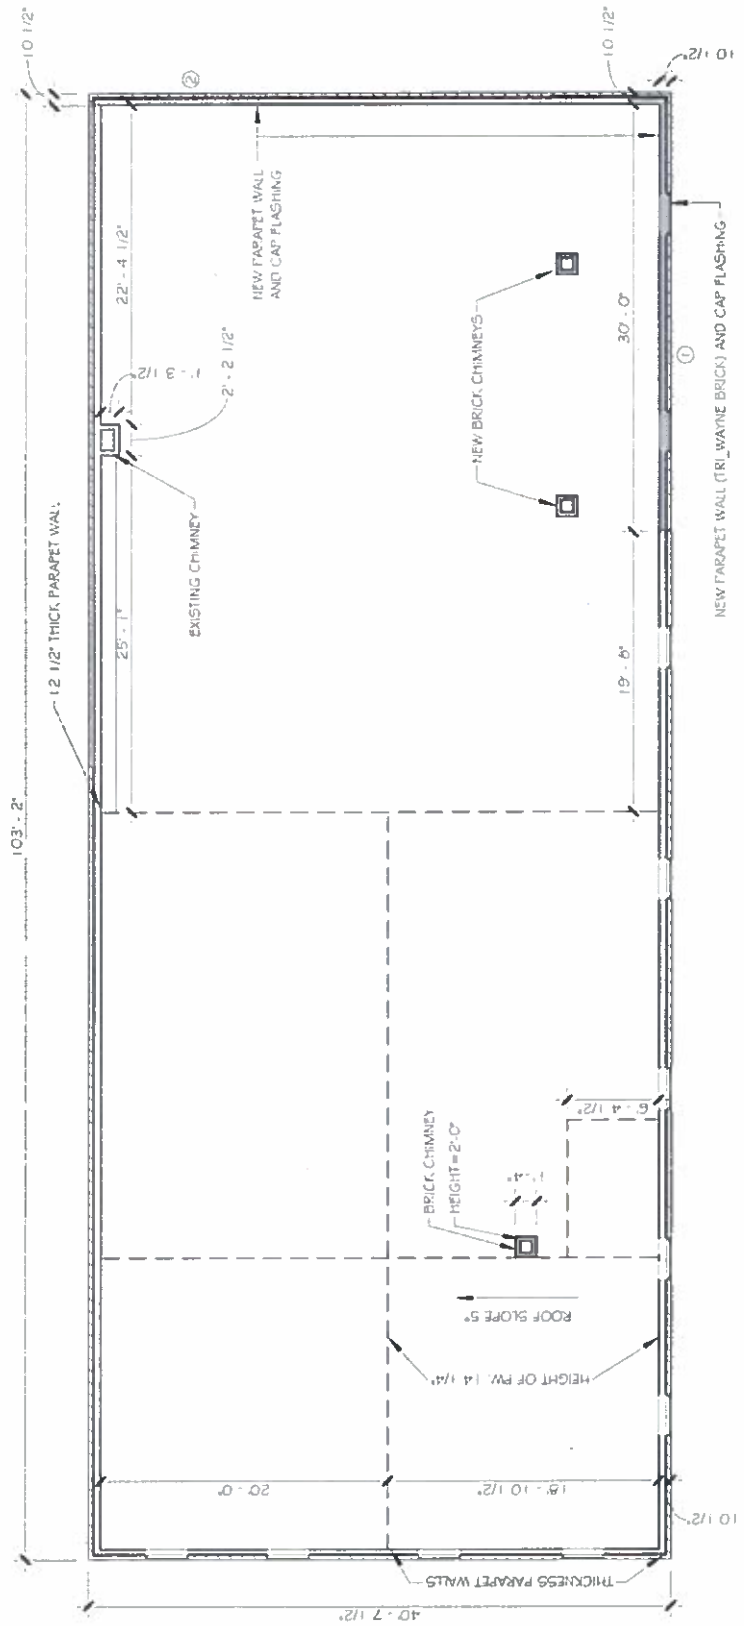 10 1/2"
10 1/2"
10 1/2"
②
NEW PARAPET WALL
AND CAP FLASHING
22' - 4 1/2"
1' - 3 1/2"
2' - 2 1/2"
EXISTING CHIMNEY
25' - 1"
12 1/2" THICK PARAPET WALL
103' - 2"
NEW BRICK CHIMNEYS
30' - 0"
①
NEW PARAPET WALL (TRI_WAYNE BRICK) AND CAP FLASHING
19' - 8"
6' - 4 1/2"
BRICK CHIMNEY
HEIGHT = 2'-0"
1'-4"
ROOF SLOPE 5°
HEIGHT OF PW: 14 1/4"
20' - 0"
18' - 10 1/2"
10 1/2"
THICKNESS PARAPET WALLS
40' - 7 1/2"